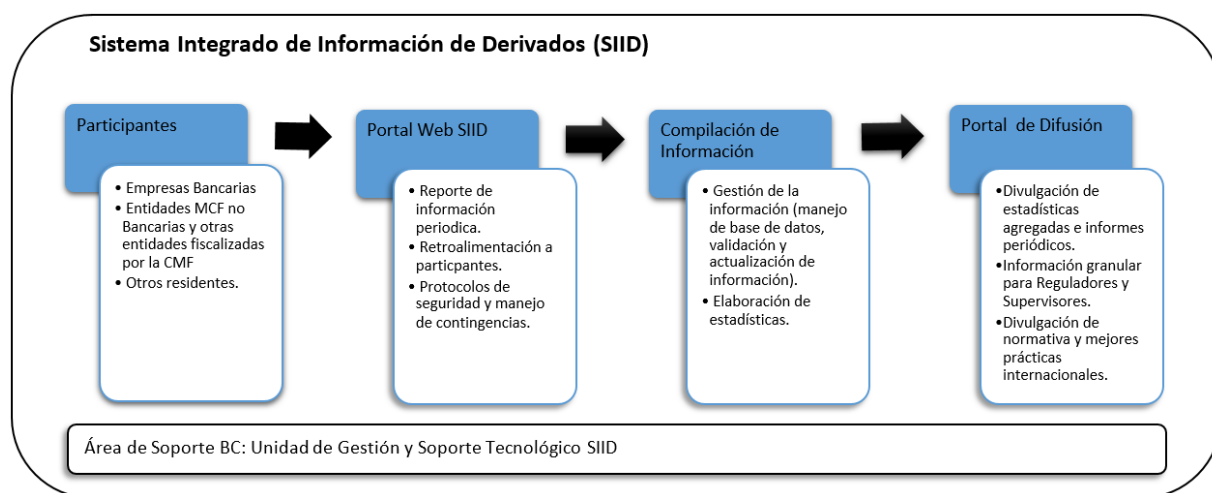 Sistema Integrado de Información de Derivados (SIID)
Participantes
• Empresas Bancarias
• Entidades MCF no
Bancarias y otras
entidades fiscalizadas
por la CMF
• Otros residentes.
Portal Web SIID
• Reporte de
información
periodica.
• Retroalimentación a
particpantes.
• Protocolos de
seguridad y manejo
de contingencias.
Compilación de
Información
• Gestión de la
información (manejo
de base de datos,
validación y
actualización de
información).
• Elaboración de
estadísticas.
Portal de Difusión
•Divulgación de
estadísticas
agregadas e informes
periódicos.
•Información granular
para Reguladores y
Supervisores.
•Divulgación de
normativa y mejores
prácticas
internacionales.
Área de Soporte BC: Unidad de Gestión y Soporte Tecnológico SIID